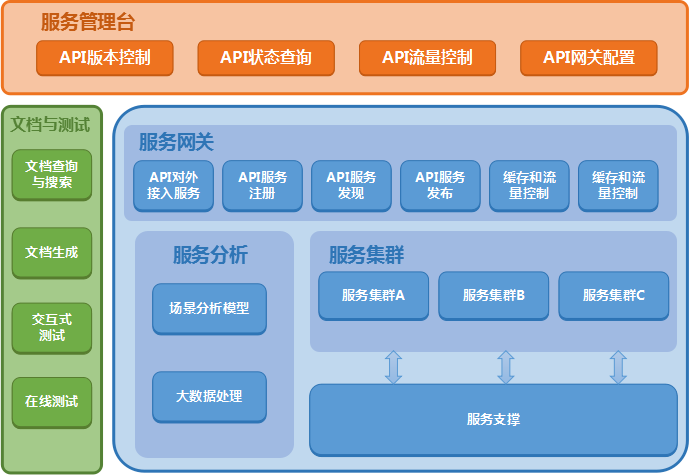 服务管理台
API版本控制
API状态查询
API流量控制
API网关配置
文档与测试
文档查询
与搜索
文档生成
交互式
测试
在线测试
服务网关
API对外
接入服务
API服务
注册
API服务
发现
API服务
发布
缓存和流
量控制
缓存和流
量控制
服务分析
场景分析模型
大数据处理
服务集群
服务集群A
服务集群B
服务集群C
服务支撑